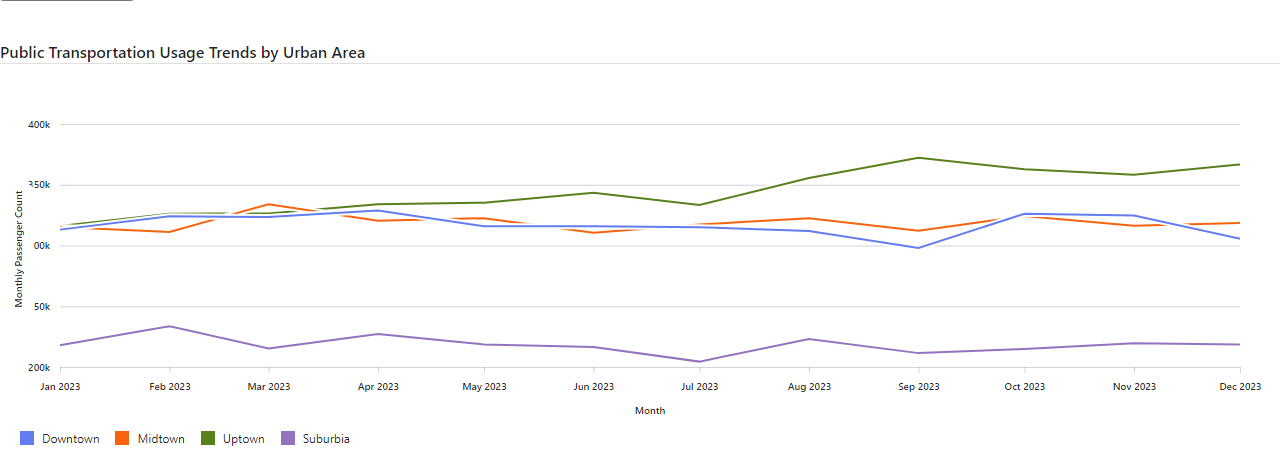 Public Transportation Usage Trends by Urban Area
400k
350k
00k
50k
200k
Monthly Passenger Count
Jan 2023 Feb 2023 Mar 2023 Apr 2023 May 2023 Jun 2023 Jul 2023 Aug 2023 Sep 2023 Oct 2023 Nov 2023 Dec 2023
Month
Downtown Midtown Uptown Suburbia